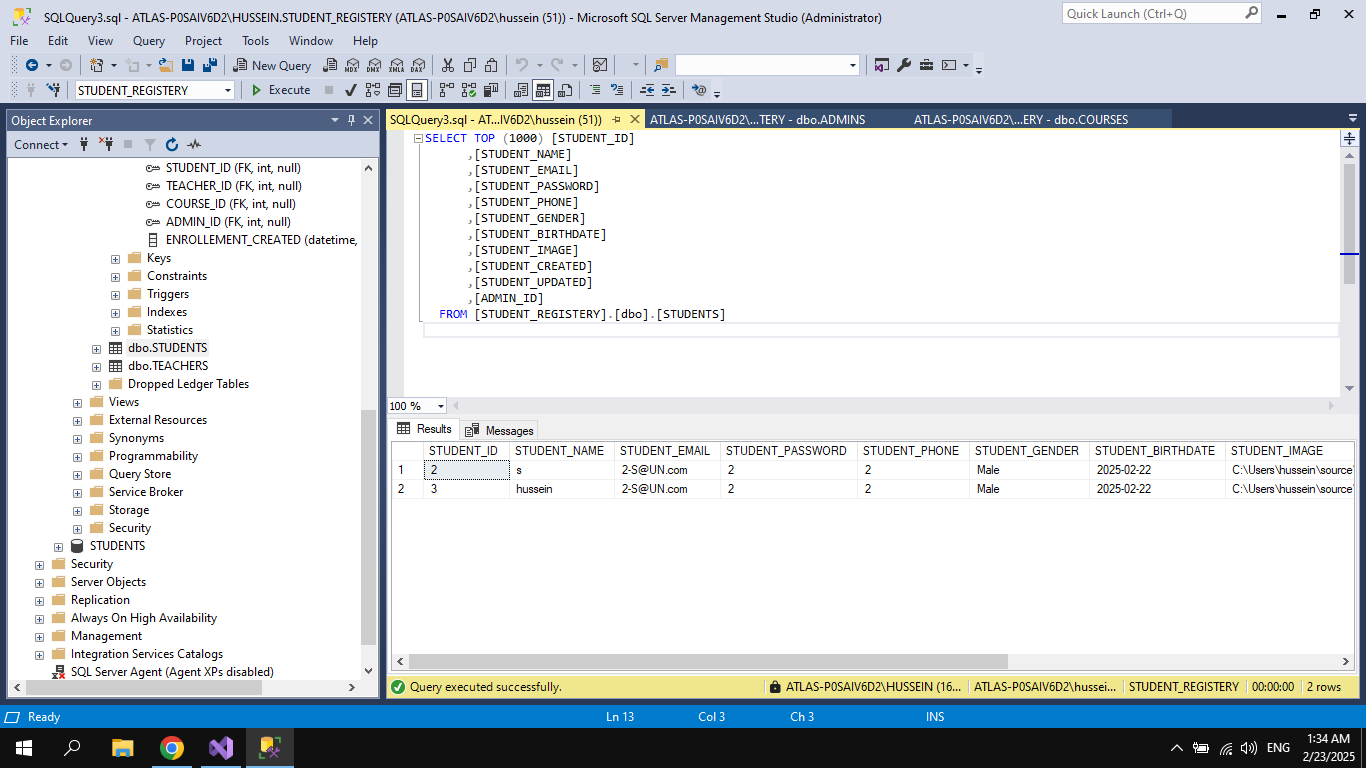 SQLQuery3.sql - ATLAS-P0SAIV6D2\HUSSEIN.STUDENT_REGISTERY (ATLAS-P0SAIV6D2\hussein (51)) - Microsoft SQL Server Management Studio (Administrator)
Quick Launch (Ctrl+Q)
File Edit View Query Project Tools Window Help
New Query MDX DMX XMLA DAX
STUDENT_REGISTERY Execute
Object Explorer
Connect
STUDENT_ID (FK, int, null)
TEACHER_ID (FK, int, null)
COURSE_ID (FK, int, null)
ADMIN_ID (FK, int, null)
ENROLLEMENT_CREATED (datetime,
Keys
Constraints
Triggers
Indexes
Statistics
dbo.STUDENTS
dbo.TEACHERS
Dropped Ledger Tables
Views
External Resources
Synonyms
Programmability
Query Store
Service Broker
Storage
Security
STUDENTS
Security
Server Objects
Replication
Always On High Availability
Management
Integration Services Catalogs
SQL Server Agent (Agent XPs disabled)
SQLQuery3.sql - AT...IV6D2\hussein (51)) ATLAS-P0SAIV6D2\...TERY - dbo.ADMINS ATLAS-P0SAIV6D2\...ERY - dbo.COURSES
SELECT TOP (1000) [STUDENT_ID]
,[STUDENT_NAME]
,[STUDENT_EMAIL]
,[STUDENT_PASSWORD]
,[STUDENT_PHONE]
,[STUDENT_GENDER]
,[STUDENT_BIRTHDATE]
,[STUDENT_IMAGE]
,[STUDENT_CREATED]
,[STUDENT_UPDATED]
,[ADMIN_ID]
FROM [STUDENT_REGISTERY].[dbo].[STUDENTS]
100 %
Results Messages
STUDENT_ID STUDENT_NAME STUDENT_EMAIL STUDENT_PASSWORD STUDENT_PHONE STUDENT_GENDER STUDENT_BIRTHDATE STUDENT_IMAGE
1 2 s 2-S@UN.com 2 2 Male 2025-02-22 C:\Users\hussein\source\
2 3 hussein 2-S@UN.com 2 2 Male 2025-02-22 C:\Users\hussein\source\
Query executed successfully. ATLAS-P0SAIV6D2\HUSSEIN (16... ATLAS-P0SAIV6D2\hussei... STUDENT_REGISTERY 00:00:00 2 rows
Ready Ln 13 Col 3 Ch 3 INS
ENG 1:34 AM
2/23/2025